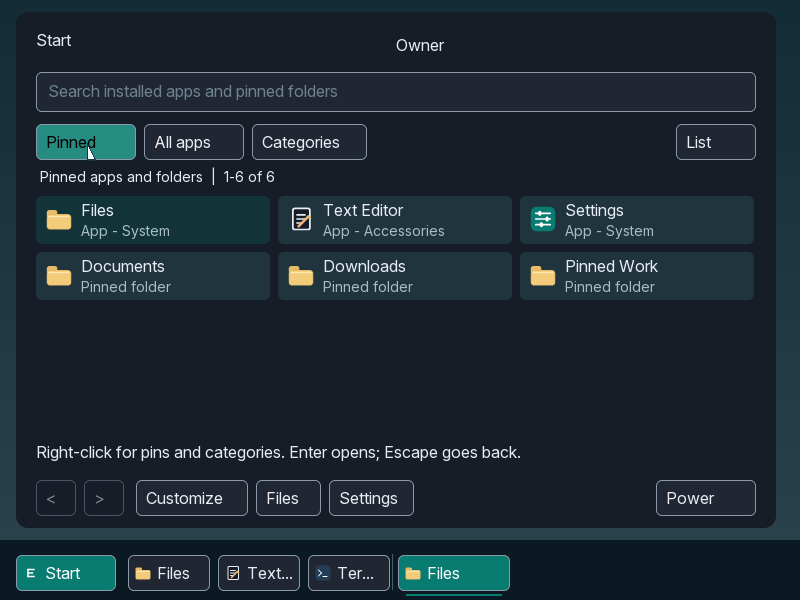 Start
Owner
Search installed apps and pinned folders
Pinned
All apps
Categories
List
Pinned apps and folders | 1-6 of 6
Files
App - System
Text Editor
App - Accessories
Settings
App - System
Documents
Pinned folder
Downloads
Pinned folder
Pinned Work
Pinned folder
Right-click for pins and categories. Enter opens; Escape goes back.
<
>
Customize
Files
Settings
Power
E Start
Files
Text...
Ter...
Files